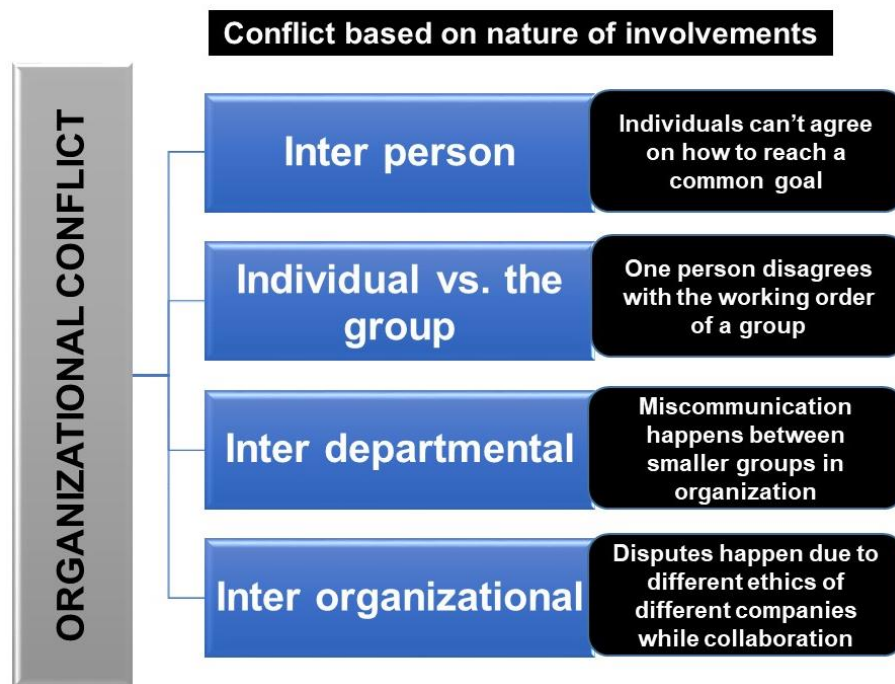 Conflict based on nature of involvements
ORGANIZATIONAL CONFLICT
Inter person
Individuals can’t agree
on how to reach a
common goal
Individual vs. the
group
One person disagrees
with the working order
of a group
Inter departmental
Miscommunication
happens between
smaller groups in
organization
Inter organizational
Disputes happen due to
different ethics of
different companies
while collaboration